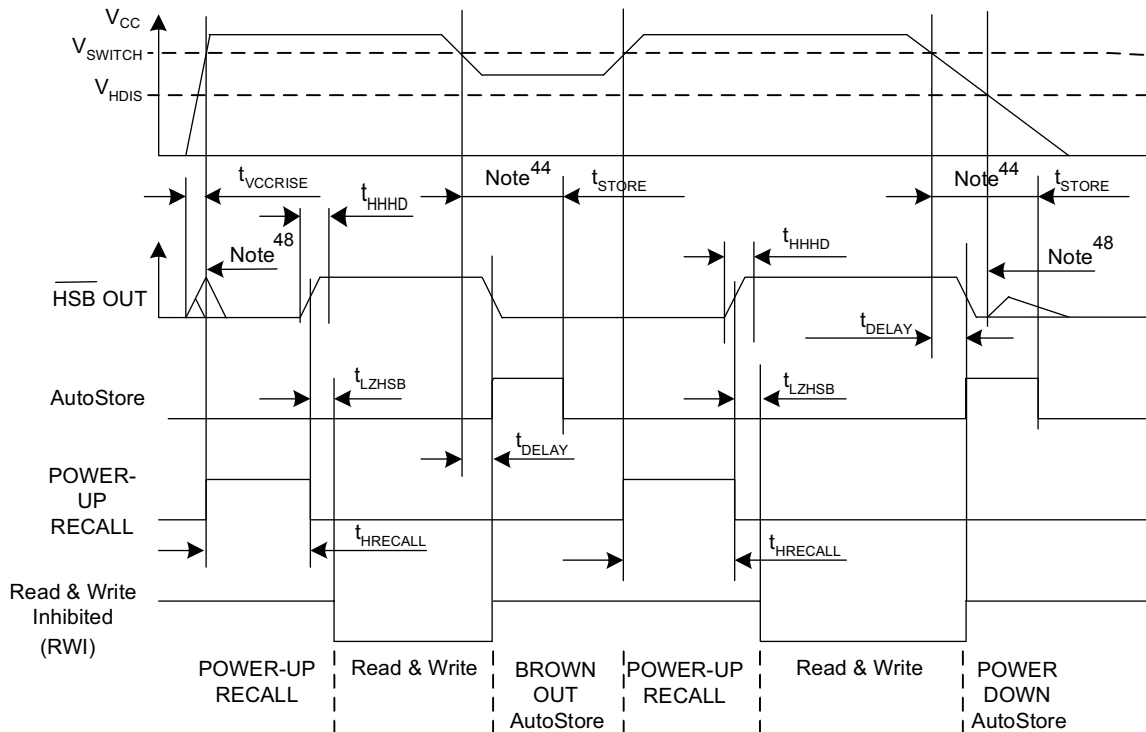 VCC
VSWITCH
VHDIS
tVCCRISE
Note44
tSTORE
Note44
tSTORE
tHHHD
Note48
tHHHD
Note48
HSB OUT
tDELAY
tLZHSB
tLZHSB
AutoStore
tDELAY
POWER-
UP
RECALL
tHRECALL
tHRECALL
Read & Write
Inhibited
(RWI)
POWER-UP
RECALL
Read & Write
BROWN
OUT
AutoStore
POWER-UP
RECALL
Read & Write
POWER
DOWN
AutoStore